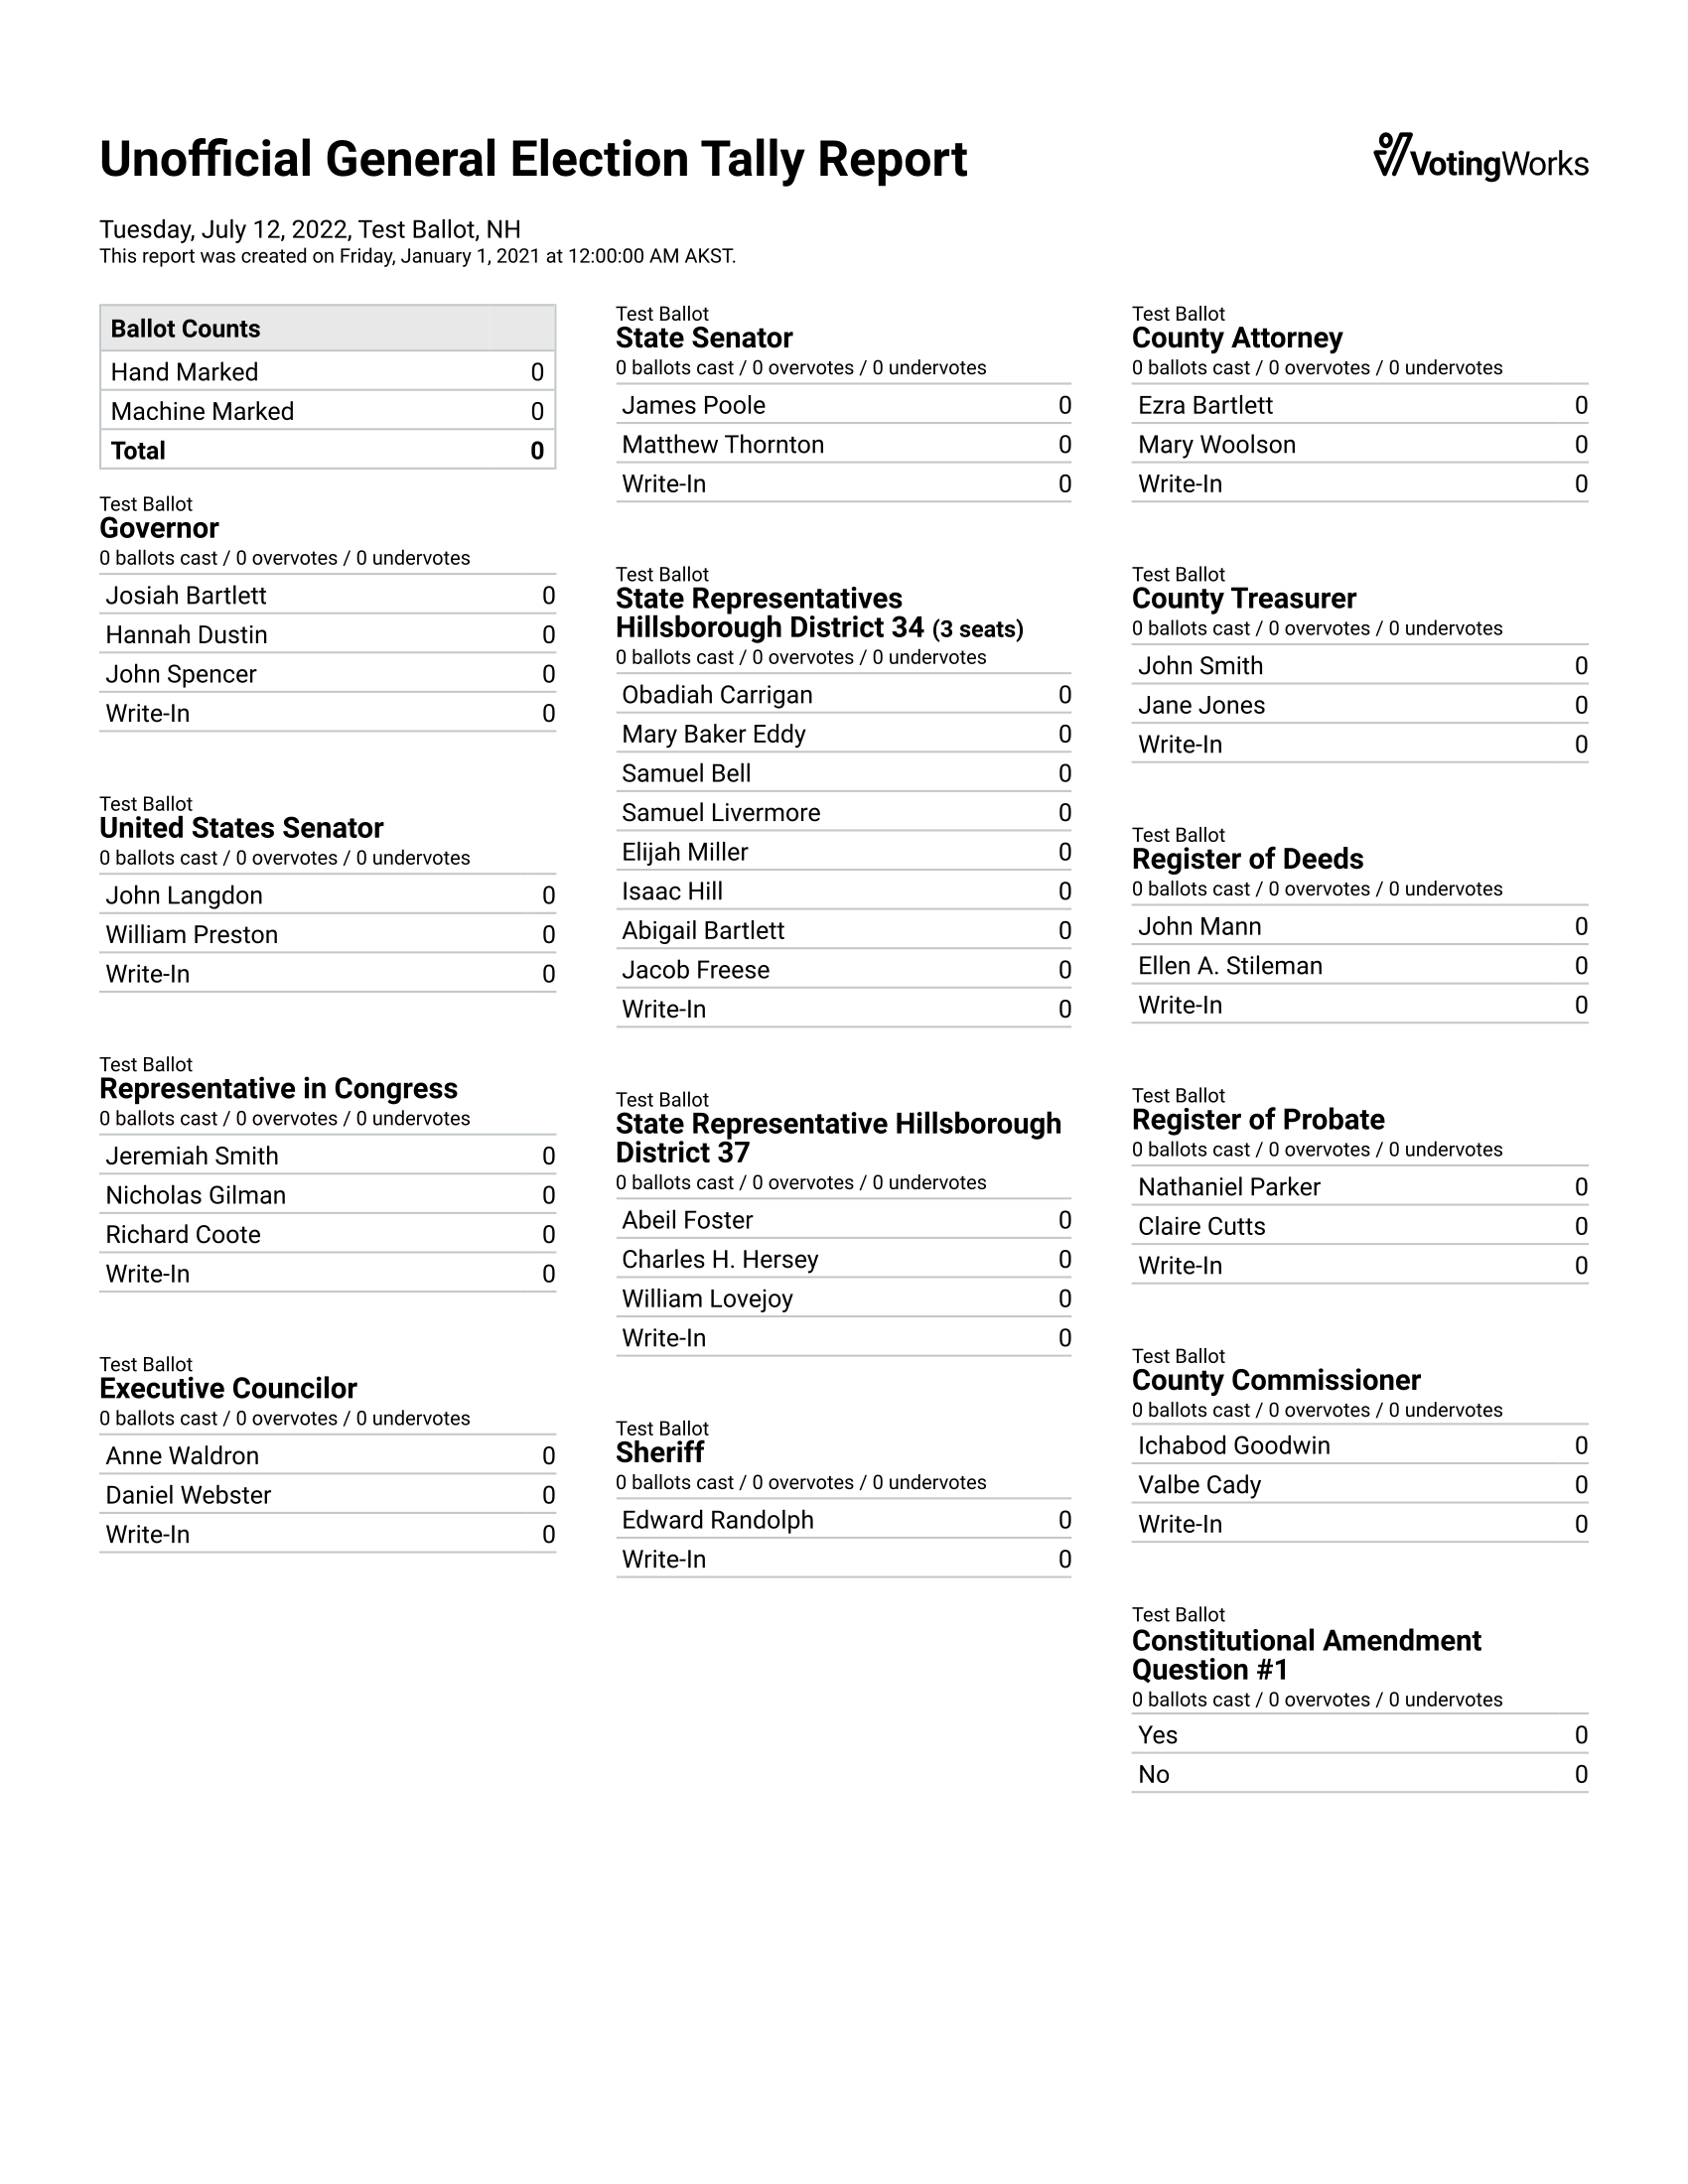 Unofficial General Election Tally Report
VotingWorks
Tuesday, July 12, 2022, Test Ballot, NH
This report was created on Friday, January 1, 2021 at 12:00:00 AM AKST.
Ballot Counts
Hand Marked 0
Machine Marked 0
Total 0
Test Ballot
Governor
0 ballots cast / 0 overvotes / 0 undervotes
Josiah Bartlett 0
Hannah Dustin 0
John Spencer 0
Write-In 0
Test Ballot
United States Senator
0 ballots cast / 0 overvotes / 0 undervotes
John Langdon 0
William Preston 0
Write-In 0
Test Ballot
Representative in Congress
0 ballots cast / 0 overvotes / 0 undervotes
Jeremiah Smith 0
Nicholas Gilman 0
Richard Coote 0
Write-In 0
Test Ballot
Executive Councilor
0 ballots cast / 0 overvotes / 0 undervotes
Anne Waldron 0
Daniel Webster 0
Write-In 0
Test Ballot
State Senator
0 ballots cast / 0 overvotes / 0 undervotes
James Poole 0
Matthew Thornton 0
Write-In 0
Test Ballot
State Representatives
Hillsborough District 34 (3 seats)
0 ballots cast / 0 overvotes / 0 undervotes
Obadiah Carrigan 0
Mary Baker Eddy 0
Samuel Bell 0
Samuel Livermore 0
Elijah Miller 0
Isaac Hill 0
Abigail Bartlett 0
Jacob Freese 0
Write-In 0
Test Ballot
State Representative Hillsborough
District 37
0 ballots cast / 0 overvotes / 0 undervotes
Abeil Foster 0
Charles H. Hersey 0
William Lovejoy 0
Write-In 0
Test Ballot
Sheriff
0 ballots cast / 0 overvotes / 0 undervotes
Edward Randolph 0
Write-In 0
Test Ballot
County Attorney
0 ballots cast / 0 overvotes / 0 undervotes
Ezra Bartlett 0
Mary Woolson 0
Write-In 0
Test Ballot
County Treasurer
0 ballots cast / 0 overvotes / 0 undervotes
John Smith 0
Jane Jones 0
Write-In 0
Test Ballot
Register of Deeds
0 ballots cast / 0 overvotes / 0 undervotes
John Mann 0
Ellen A. Stileman 0
Write-In 0
Test Ballot
Register of Probate
0 ballots cast / 0 overvotes / 0 undervotes
Nathaniel Parker 0
Claire Cutts 0
Write-In 0
Test Ballot
County Commissioner
0 ballots cast / 0 overvotes / 0 undervotes
Ichabod Goodwin 0
Valbe Cady 0
Write-In 0
Test Ballot
Constitutional Amendment
Question #1
0 ballots cast / 0 overvotes / 0 undervotes
Yes 0
No 0